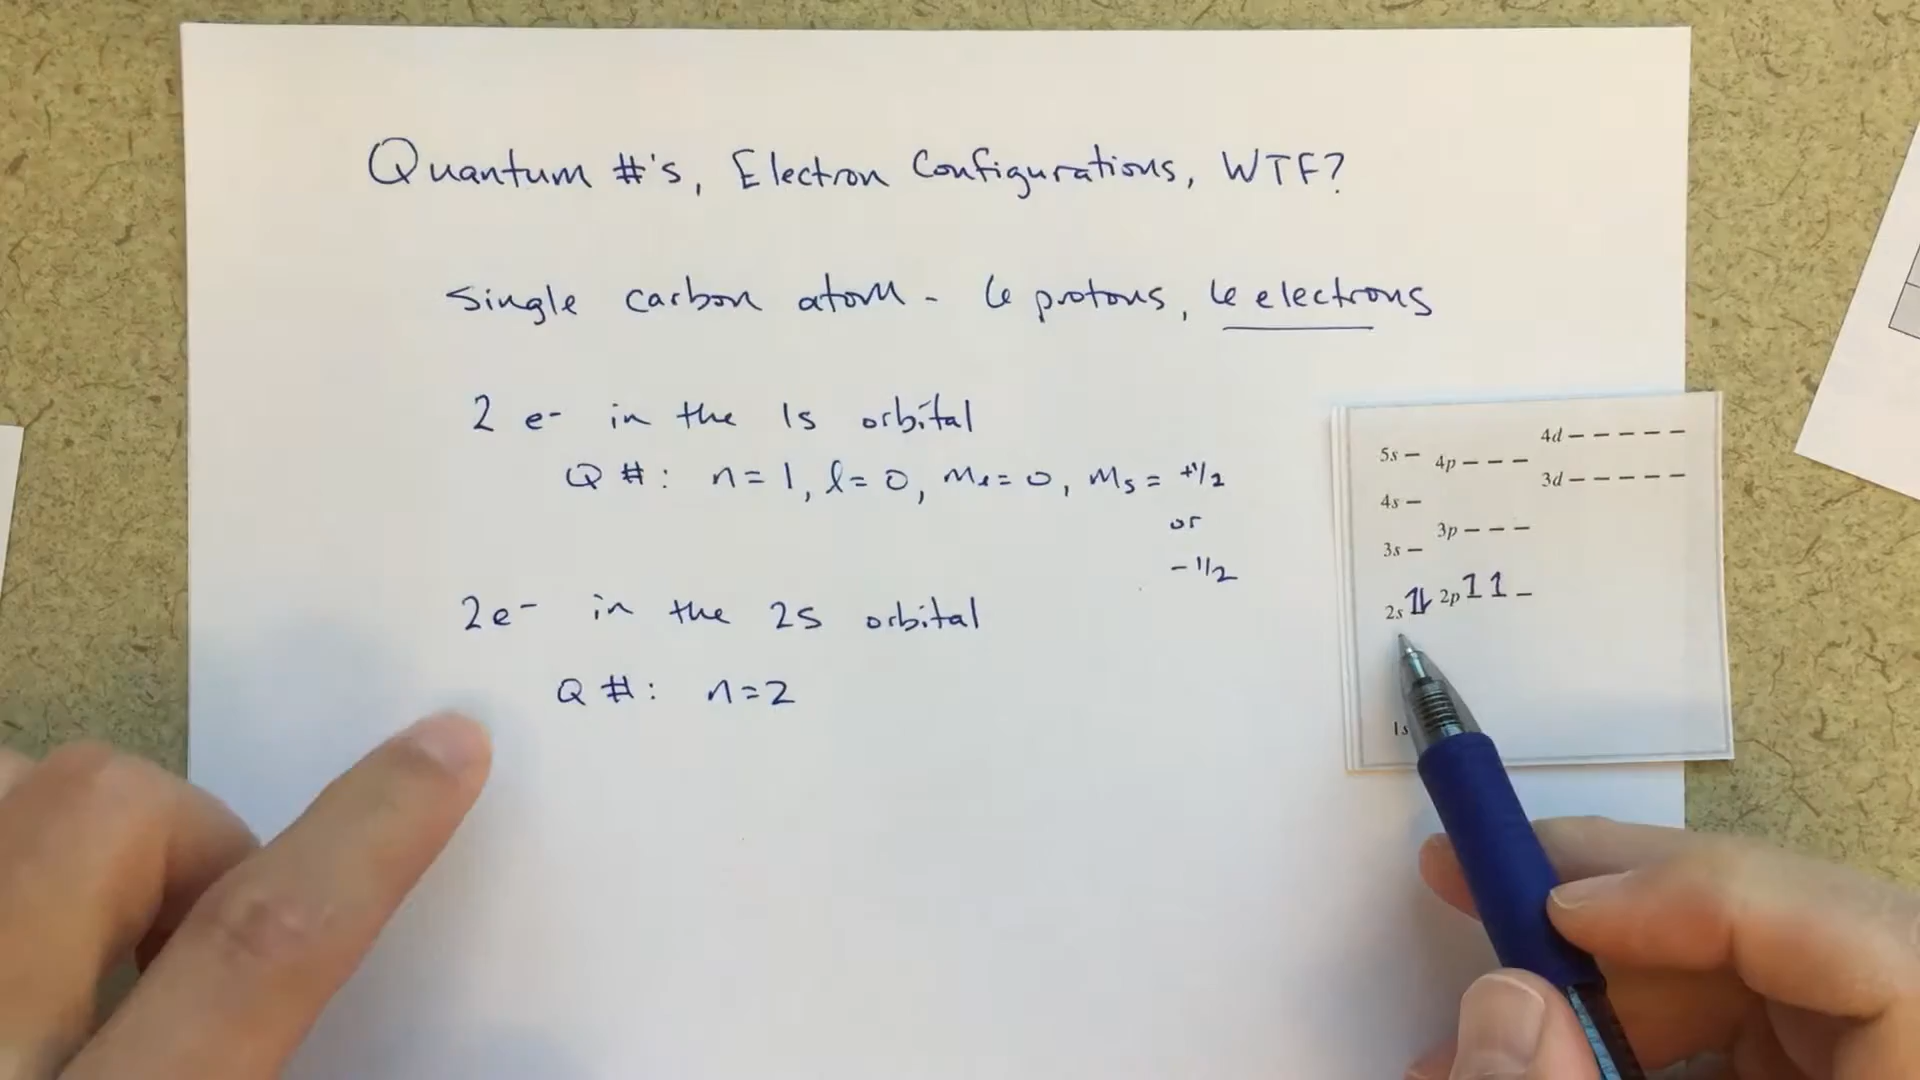 Quantum #'s, Electron Configurations, WTF?
single carbon atom - 6 protons, 6 electrons
2 e- in the 1s orbital
Q #: n=1, l=0, ml=0, ms= +1/2
or
-1/2
2e- in the 2s orbital
Q #: n=2
4d — — — — —
5s — 4p — — —
3d — — — — —
4s —
3p — — —
3s —
2s ⥮ 2p 1 1 —
1s